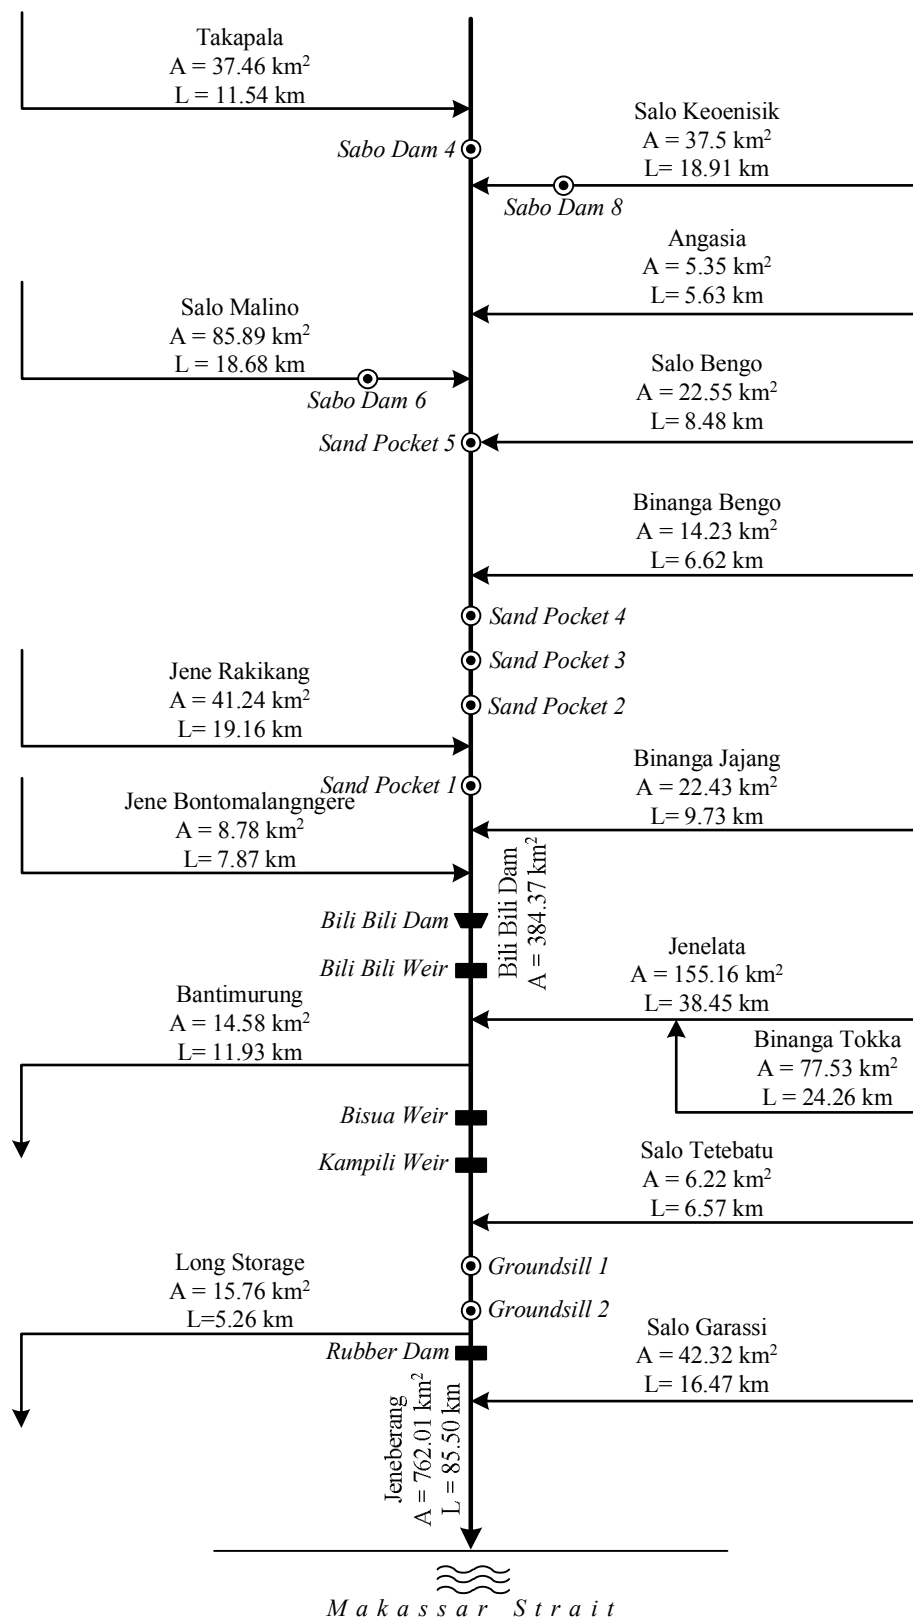 Takapala
A = 37.46 km²
L = 11.54 km
Salo Keoenisik
A = 37.5 km²
L= 18.91 km
Sabo Dam 4
Sabo Dam 8
Angasia
A = 5.35 km²
L= 5.63 km
Salo Malino
A = 85.89 km²
L = 18.68 km
Sabo Dam 6
Salo Bengo
A = 22.55 km²
L= 8.48 km
Sand Pocket 5
Binanga Bengo
A = 14.23 km²
L= 6.62 km
Sand Pocket 4
Sand Pocket 3
Sand Pocket 2
Jene Rakikang
A = 41.24 km²
L= 19.16 km
Sand Pocket 1
Binanga Jajang
A = 22.43 km²
L= 9.73 km
Jene Bontomalangngere
A = 8.78 km²
L= 7.87 km
Bili Bili Dam
A = 384.37 km²
Bili Bili Dam
Bili Bili Weir
Jenelata
A = 155.16 km²
L= 38.45 km
Bantimurung
A = 14.58 km²
L= 11.93 km
Binanga Tokka
A = 77.53 km²
L = 24.26 km
Bisua Weir
Kampili Weir
Salo Tetebatu
A = 6.22 km²
L= 6.57 km
Long Storage
A = 15.76 km²
L=5.26 km
Groundsill 1
Groundsill 2
Rubber Dam
Salo Garassi
A = 42.32 km²
L= 16.47 km
Jeneberang
A = 762.01 km²
L = 85.50 km
Makassar Strait